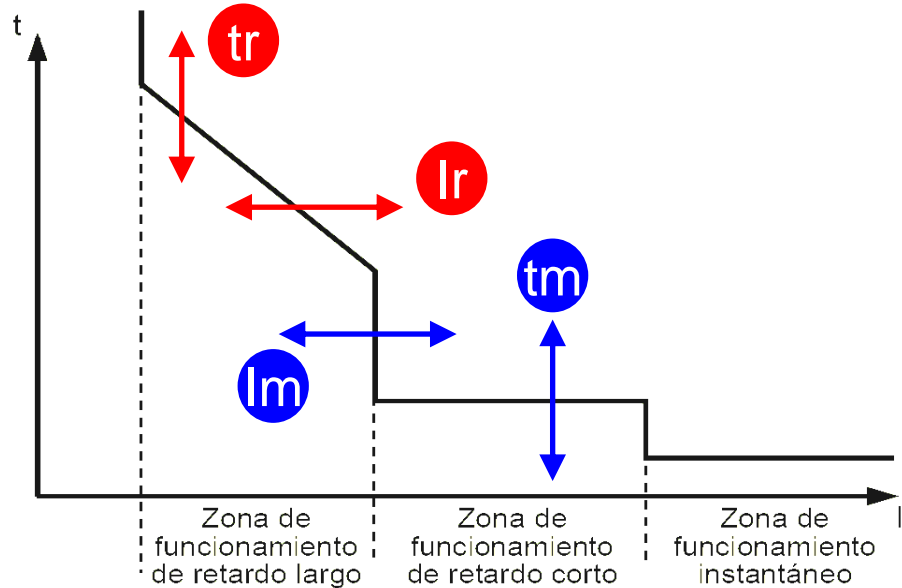 t
tr
Ir
tm
Im
I
Zona de
funcionamiento
de retardo largo
Zona de
funcionamiento
de retardo corto
Zona de
funcionamiento
instantáneo